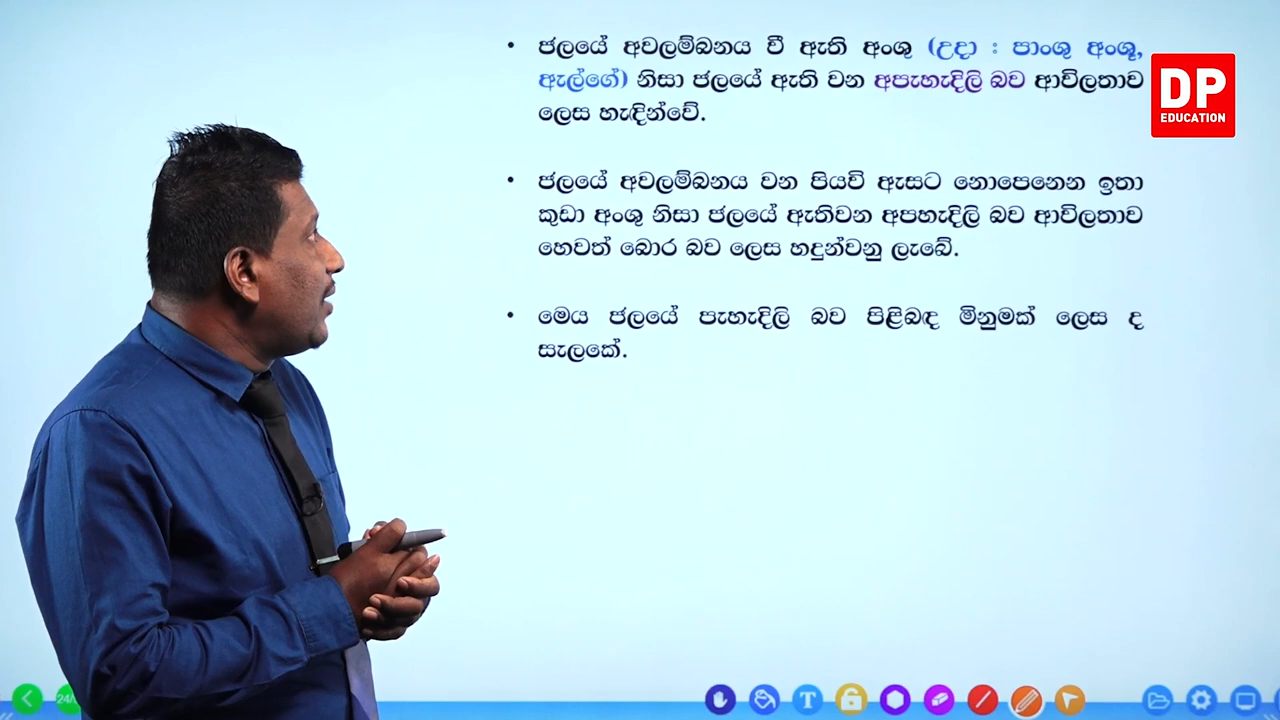 • ජලයේ අවලම්බනය වී ඇති අංශු (උදා : පාංශු අංශූ,
ඇල්ගේ) නිසා ජලයේ ඇති වන අපැහැදිලි බව ආවිලතාව
ලෙස හැඳින්වේ.
• ජලයේ අවලම්බනය වන පියවි ඇසට නොපෙනෙන ඉතා
කුඩා අංශු නිසා ජලයේ ඇතිවන අපහැදිලි බව ආවිලතාව
හෙවත් බොර බව ලෙස හදුන්වනු ලැබේ.
• මෙය ජලයේ පැහැදිලි බව පිළිබඳ මිනුමක් ලෙස ද
සැලකේ.
DP
EDUCATION
T